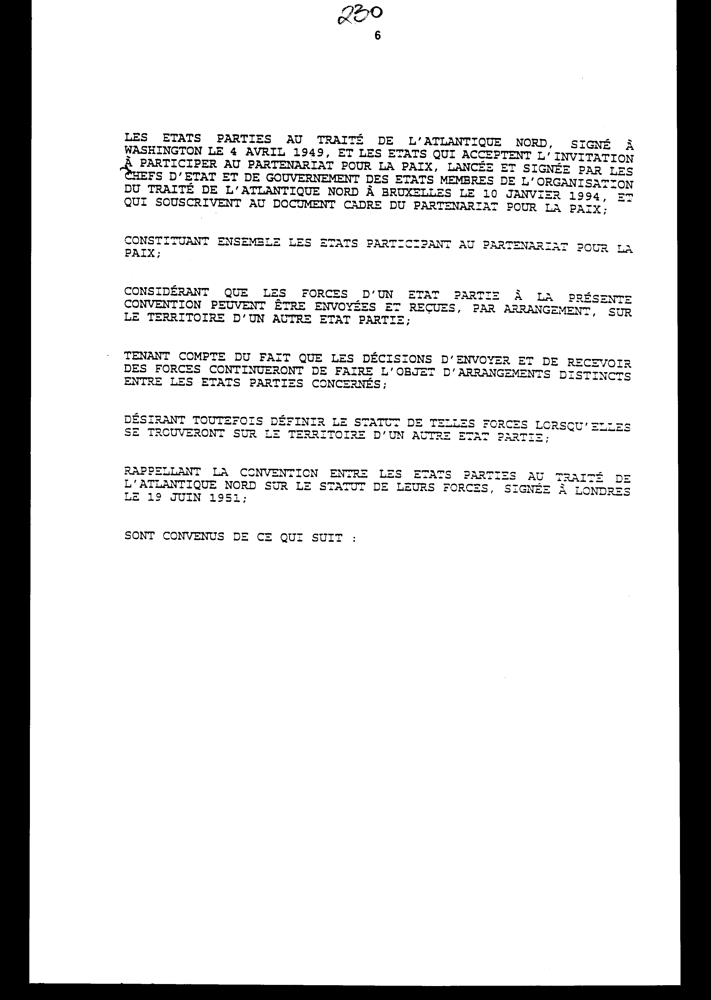 230
6
LES ETATS PARTIES AU TRAITÉ DE L'ATLANTIQUE NORD, SIGNÉ À
WASHINGTON LE 4 AVRIL 1949, ET LES ETATS QUI ACCEPTENT L'INVITATION
À PARTICIPER AU PARTENARIAT POUR LA PAIX, LANCÉE ET SIGNÉE PAR LES
CHEFS D'ETAT ET DE GOUVERNEMENT DES ETATS MEMBRES DE L'ORGANISATION
DU TRAITÉ DE L'ATLANTIQUE NORD À BRUXELLES LE 10 JANVIER 1994, ET
QUI SOUSCRIVENT AU DOCUMENT CADRE DU PARTENARIAT POUR LA PAIX;
CONSTITUANT ENSEMBLE LES ETATS PARTICIPANT AU PARTENARIAT POUR LA
PAIX;
CONSIDÉRANT QUE LES FORCES D'UN ETAT PARTIE À LA PRÉSENTE
CONVENTION PEUVENT ÊTRE ENVOYÉES ET REÇUES, PAR ARRANGEMENT, SUR
LE TERRITOIRE D'UN AUTRE ETAT PARTIE;
TENANT COMPTE DU FAIT QUE LES DÉCISIONS D'ENVOYER ET DE RECEVOIR
DES FORCES CONTINUERONT DE FAIRE L'OBJET D'ARRANGEMENTS DISTINCTS
ENTRE LES ETATS PARTIES CONCERNÉS;
DÉSIRANT TOUTEFOIS DÉFINIR LE STATUT DE TELLES FORCES LORSQU'ELLES
SE TROUVERONT SUR LE TERRITOIRE D'UN AUTRE ETAT PARTIE;
RAPPELLANT LA CONVENTION ENTRE LES ETATS PARTIES AU TRAITÉ DE
L'ATLANTIQUE NORD SUR LE STATUT DE LEURS FORCES, SIGNÉE À LONDRES
LE 19 JUIN 1951;
SONT CONVENUS DE CE QUI SUIT :